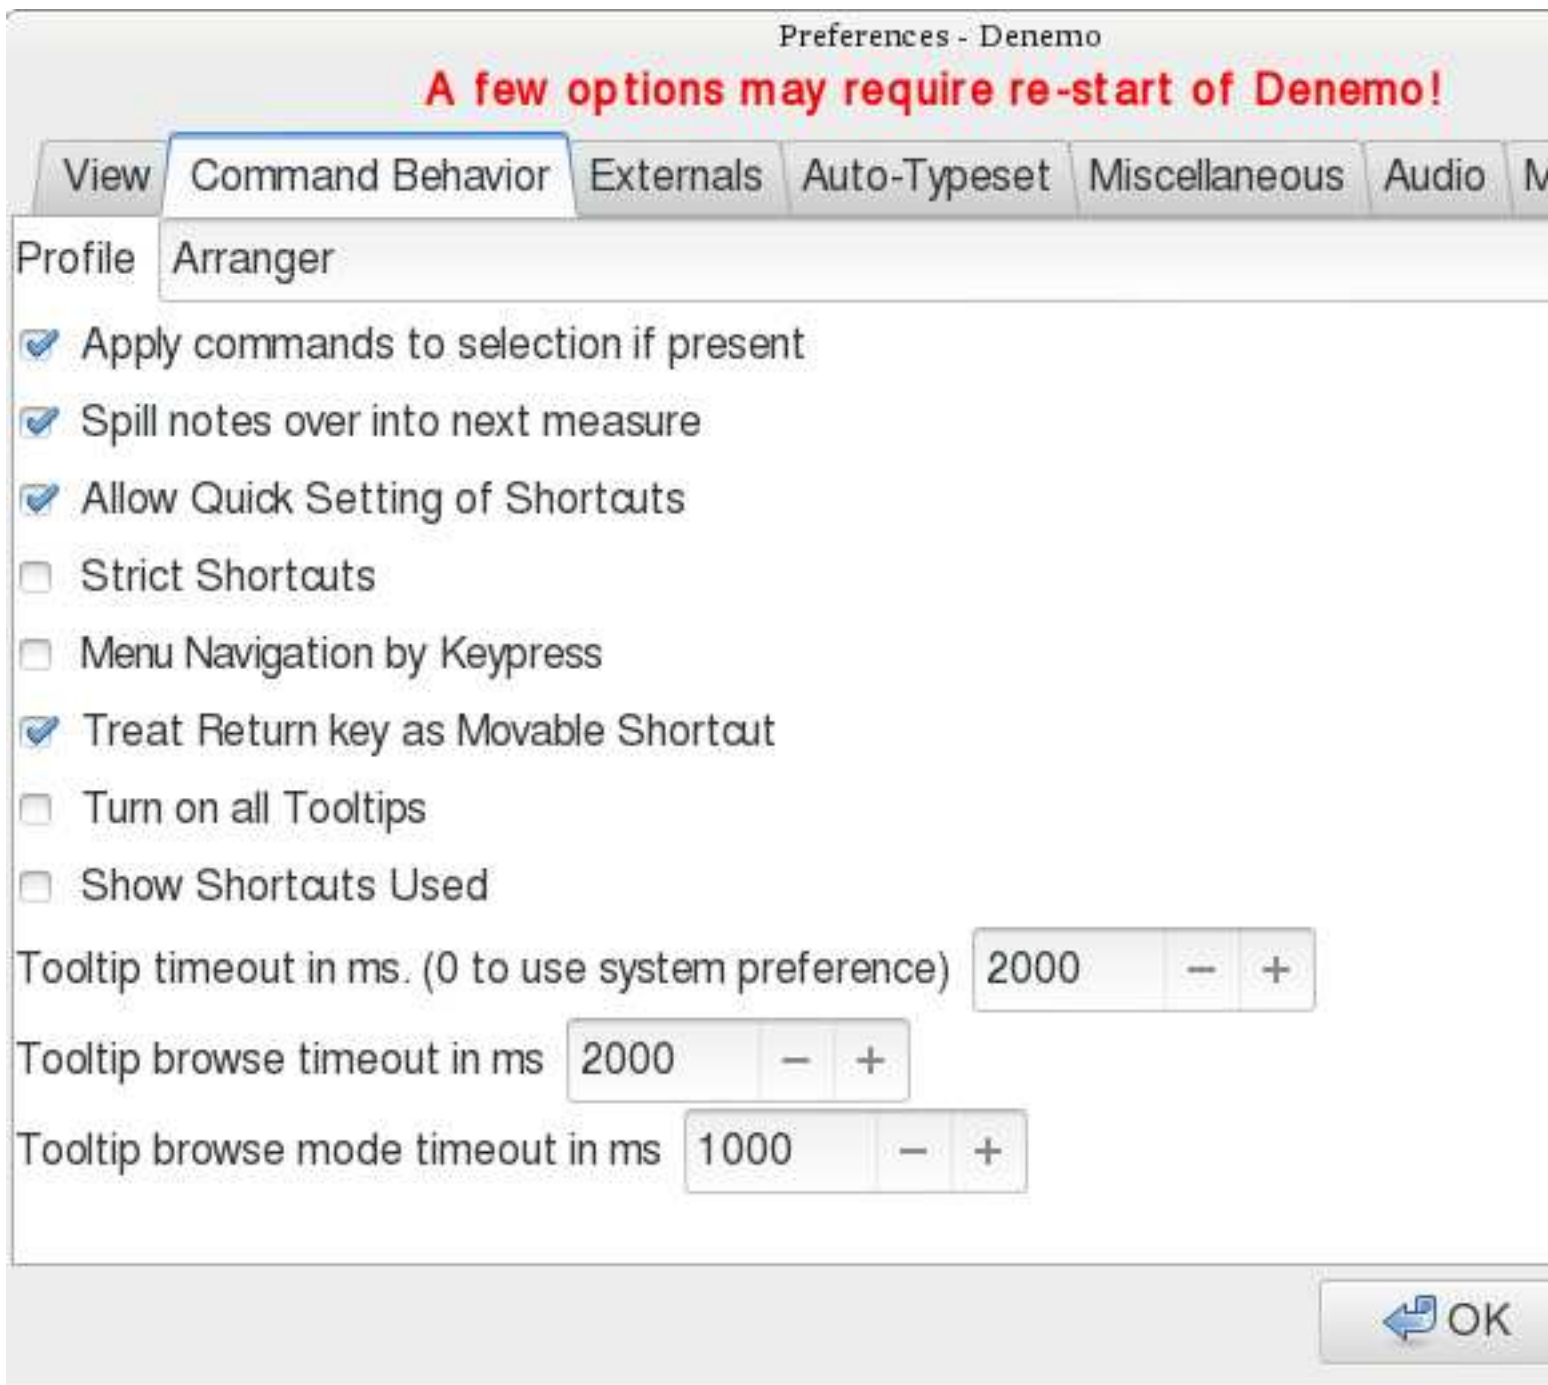 Preferences - Denemo
A few options may require re-start of Denemo!
View Command Behavior Externals Auto-Typeset Miscellaneous Audio M
Profile Arranger
Apply commands to selection if present
Spill notes over into next measure
Allow Quick Setting of Shortcuts
Strict Shortcuts
Menu Navigation by Keypress
Treat Return key as Movable Shortcut
Turn on all Tooltips
Show Shortcuts Used
Tooltip timeout in ms. (0 to use system preference) 2000 − +
Tooltip browse timeout in ms 2000 − +
Tooltip browse mode timeout in ms 1000 − +
OK